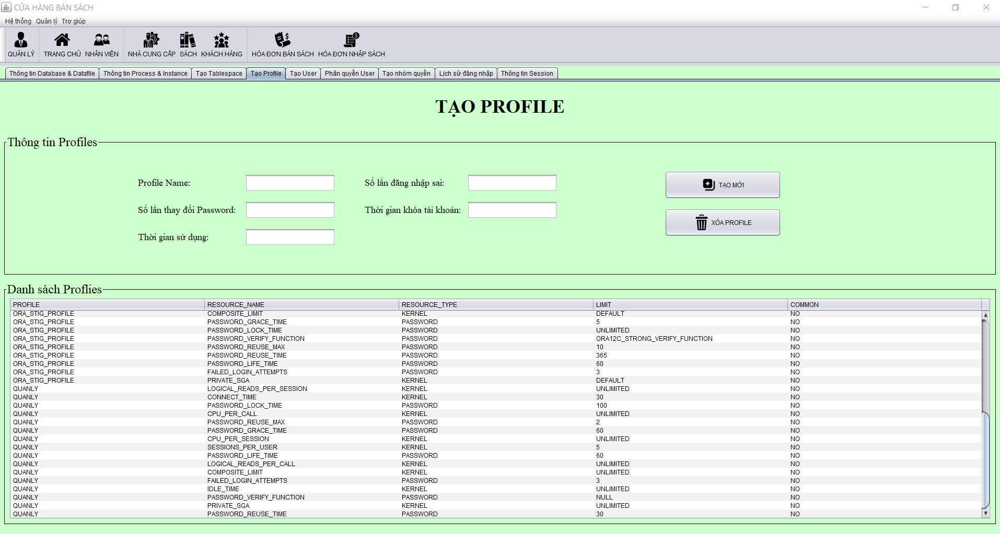 CỬA HÀNG BÁN SÁCH
Hệ thống Quản lý Trợ giúp
QUẢN LÝ TRANG CHỦ NHÂN VIÊN NHÀ CUNG CẤP SÁCH KHÁCH HÀNG HÓA ĐƠN BÁN SÁCH HÓA ĐƠN NHẬP SÁCH
Thông tin Database & Datafile Thông tin Process & Instance Tạo Tablespace Tạo Profile Tạo User Phân quyền User Tạo nhóm quyền Lịch sử đăng nhập Thông tin Session
TẠO PROFILE
Thông tin Profiles
Profile Name: Số lần đăng nhập sai: TẠO MỚI
Số lần thay đổi Password: Thời gian khóa tài khoản: XÓA PROFILE
Thời gian sử dụng:
Danh sách Proflies
PROFILE RESOURCE_NAME RESOURCE_TYPE LIMIT COMMON
ORA_STIG_PROFILE COMPOSITE_LIMIT KERNEL DEFAULT NO
ORA_STIG_PROFILE PASSWORD_GRACE_TIME PASSWORD 5 NO
ORA_STIG_PROFILE PASSWORD_LOCK_TIME PASSWORD UNLIMITED NO
ORA_STIG_PROFILE PASSWORD_VERIFY_FUNCTION PASSWORD ORA12C_STRONG_VERIFY_FUNCTION NO
ORA_STIG_PROFILE PASSWORD_REUSE_MAX PASSWORD 10 NO
ORA_STIG_PROFILE PASSWORD_REUSE_TIME PASSWORD 365 NO
ORA_STIG_PROFILE PASSWORD_LIFE_TIME PASSWORD 60 NO
ORA_STIG_PROFILE FAILED_LOGIN_ATTEMPTS PASSWORD 3 NO
ORA_STIG_PROFILE PRIVATE_SGA KERNEL DEFAULT NO
QUANLY LOGICAL_READS_PER_SESSION KERNEL UNLIMITED NO
QUANLY CONNECT_TIME KERNEL 30 NO
QUANLY PASSWORD_LOCK_TIME PASSWORD 100 NO
QUANLY CPU_PER_CALL KERNEL UNLIMITED NO
QUANLY PASSWORD_REUSE_MAX PASSWORD 2 NO
QUANLY PASSWORD_GRACE_TIME PASSWORD 60 NO
QUANLY CPU_PER_SESSION KERNEL UNLIMITED NO
QUANLY SESSIONS_PER_USER KERNEL 5 NO
QUANLY PASSWORD_LIFE_TIME PASSWORD 60 NO
QUANLY LOGICAL_READS_PER_CALL KERNEL UNLIMITED NO
QUANLY COMPOSITE_LIMIT KERNEL UNLIMITED NO
QUANLY FAILED_LOGIN_ATTEMPTS PASSWORD 3 NO
QUANLY IDLE_TIME KERNEL UNLIMITED NO
QUANLY PASSWORD_VERIFY_FUNCTION PASSWORD NULL NO
QUANLY PRIVATE_SGA KERNEL UNLIMITED NO
QUANLY PASSWORD_REUSE_TIME PASSWORD 30 NO